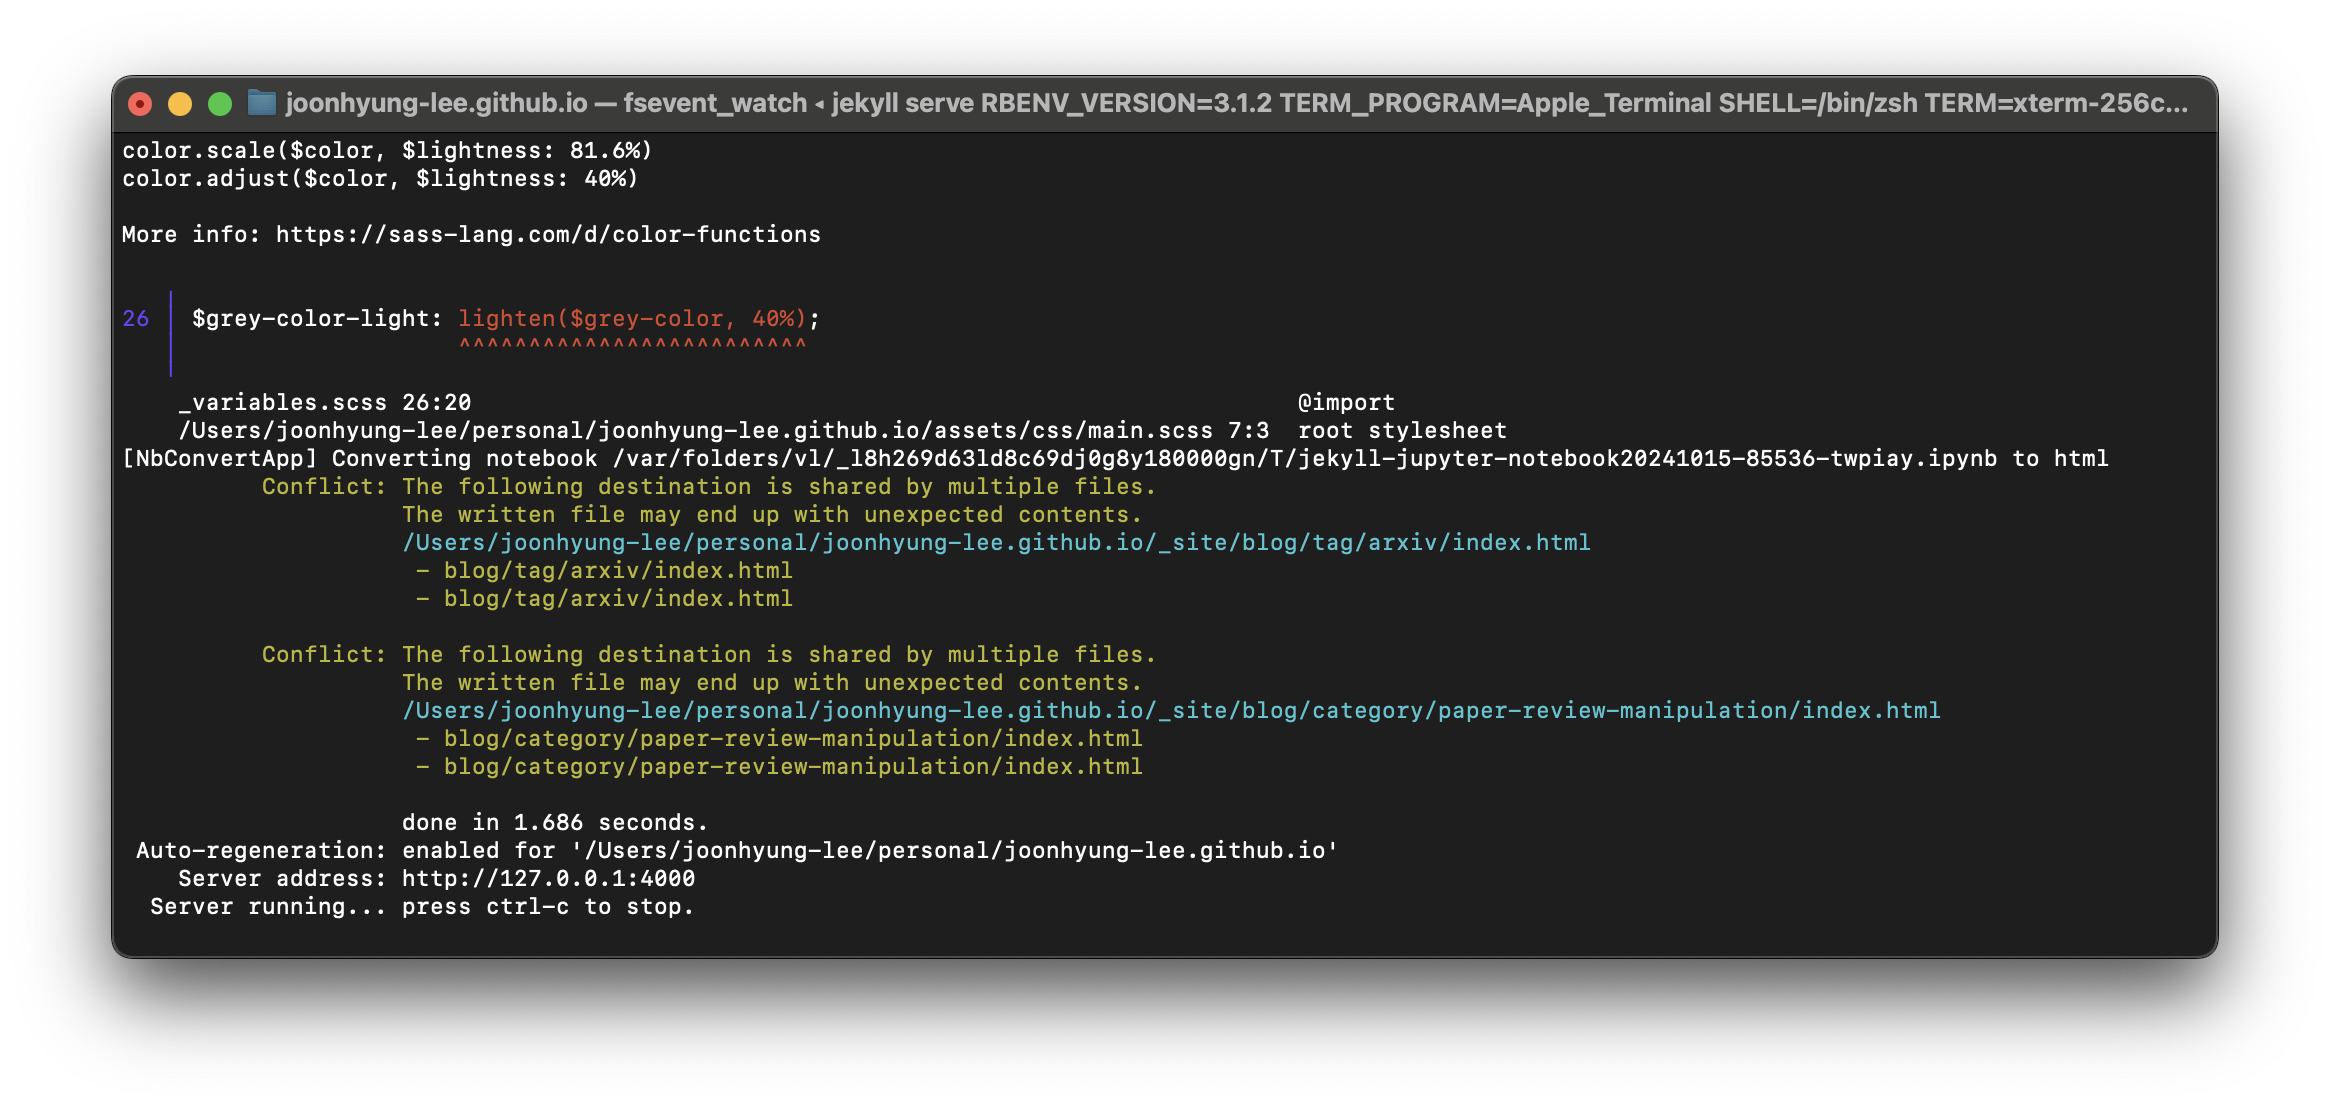 joonhyung-lee.github.io — fsevent_watch ◂ jekyll serve RBENV_VERSION=3.1.2 TERM_PROGRAM=Apple_Terminal SHELL=/bin/zsh TERM=xterm-256c...
color.scale($color, $lightness: 81.6%)
color.adjust($color, $lightness: 40%)
More info: https://sass-lang.com/d/color-functions
26 │ $grey-color-light: lighten($grey-color, 40%);
^^^^^^^^^^^^^^^^^^^^^^^^^
_variables.scss 26:20 @import
/Users/joonhyung-lee/personal/joonhyung-lee.github.io/assets/css/main.scss 7:3 root stylesheet
[NbConvertApp] Converting notebook /var/folders/vl/_l8h269d63ld8c69dj0g8y180000gn/T/jekyll-jupyter-notebook20241015-85536-twpiay.ipynb to html
Conflict: The following destination is shared by multiple files.
The written file may end up with unexpected contents.
/Users/joonhyung-lee/personal/joonhyung-lee.github.io/_site/blog/tag/arxiv/index.html
- blog/tag/arxiv/index.html
- blog/tag/arxiv/index.html
Conflict: The following destination is shared by multiple files.
The written file may end up with unexpected contents.
/Users/joonhyung-lee/personal/joonhyung-lee.github.io/_site/blog/category/paper-review-manipulation/index.html
- blog/category/paper-review-manipulation/index.html
- blog/category/paper-review-manipulation/index.html
done in 1.686 seconds.
Auto-regeneration: enabled for '/Users/joonhyung-lee/personal/joonhyung-lee.github.io'
Server address: http://127.0.0.1:4000
Server running... press ctrl-c to stop.